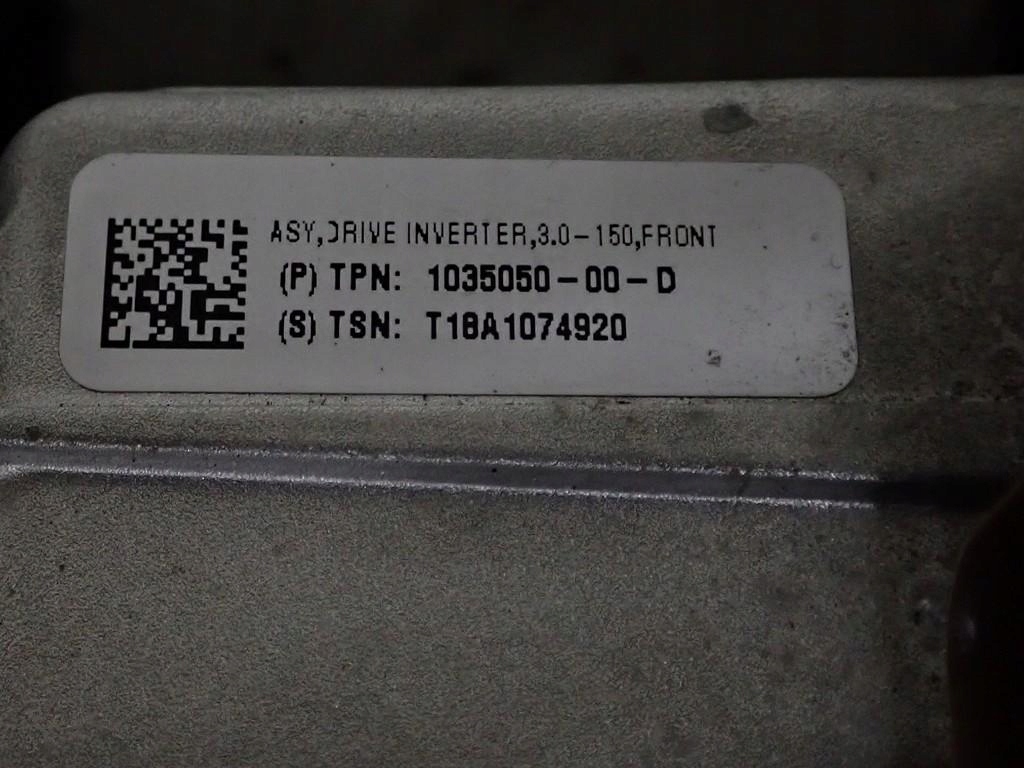 ASY,DRIVE INVERTER,3.0-150,FRONT
(P) TPN: 1035050-00-D
(S) TSN: T18A1074920